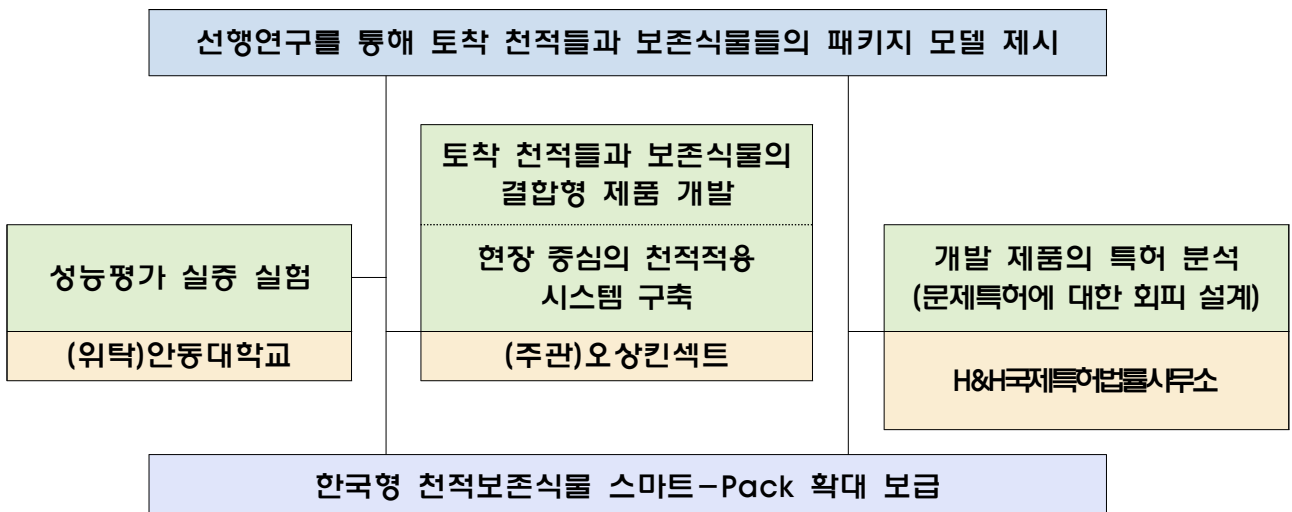 선행연구를 통해 토착 천적들과 보존식물들의 패키지 모델 제시
토착 천적들과 보존식물의
결합형 제품 개발
현장 중심의 천적적용
시스템 구축
(주관)오상킨섹트
성능평가 실증 실험
(위탁)안동대학교
개발 제품의 특허 분석
(문제특허에 대한 회피 설계)
H&H국제특허법률사무소
한국형 천적보존식물 스마트-Pack 확대 보급